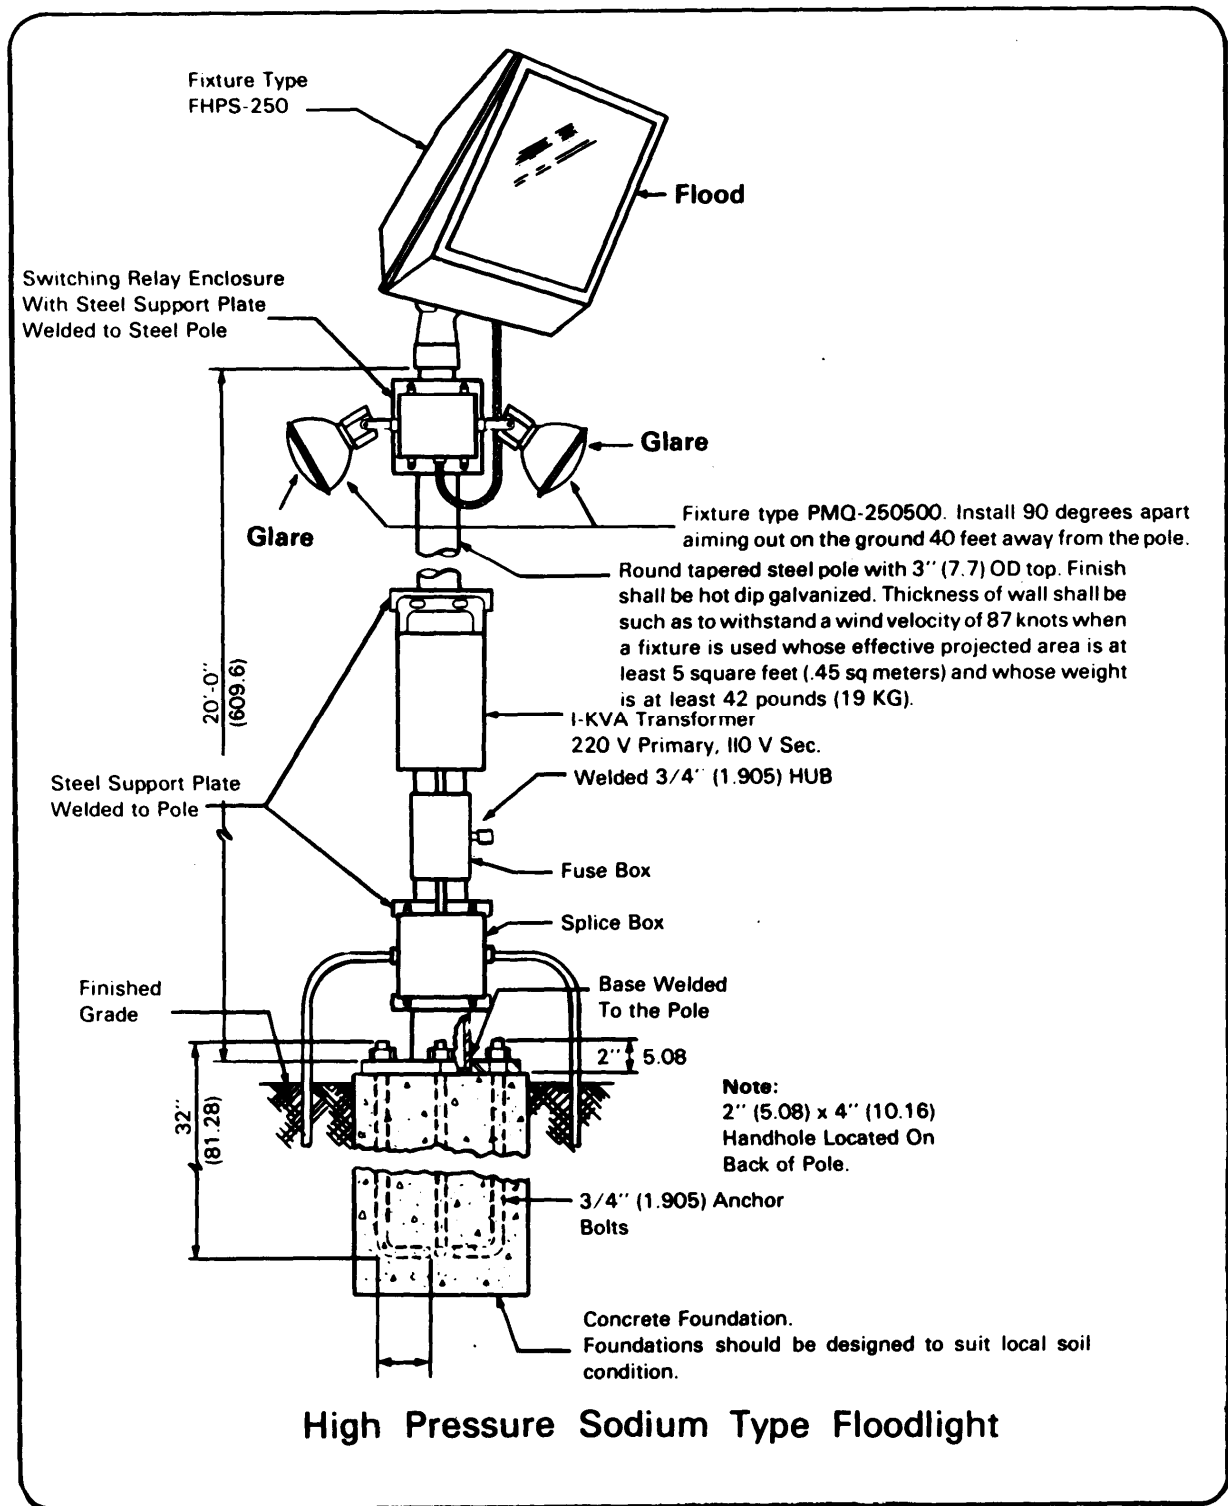 Fixture Type
FHPS-250
Flood
Switching Relay Enclosure
With Steel Support Plate
Welded to Steel Pole
Glare
Glare
Fixture type PMQ-250500. Install 90 degrees apart
aiming out on the ground 40 feet away from the pole.
Round tapered steel pole with 3'' (7.7) OD top. Finish
shall be hot dip galvanized. Thickness of wall shall be
such as to withstand a wind velocity of 87 knots when
a fixture is used whose effective projected area is at
least 5 square feet (.45 sq meters) and whose weight
is at least 42 pounds (19 KG).
20'-0''
(609.6)
I-KVA Transformer
220 V Primary, II0 V Sec.
Welded 3/4'' (1.905) HUB
Steel Support Plate
Welded to Pole
Fuse Box
Splice Box
Finished
Grade
Base Welded
To the Pole
2'' 5.08
32''
(81.28)
Note:
2'' (5.08) x 4'' (10.16)
Handhole Located On
Back of Pole.
3/4'' (1.905) Anchor
Bolts
Concrete Foundation.
Foundations should be designed to suit local soil
condition.
High Pressure Sodium Type Floodlight